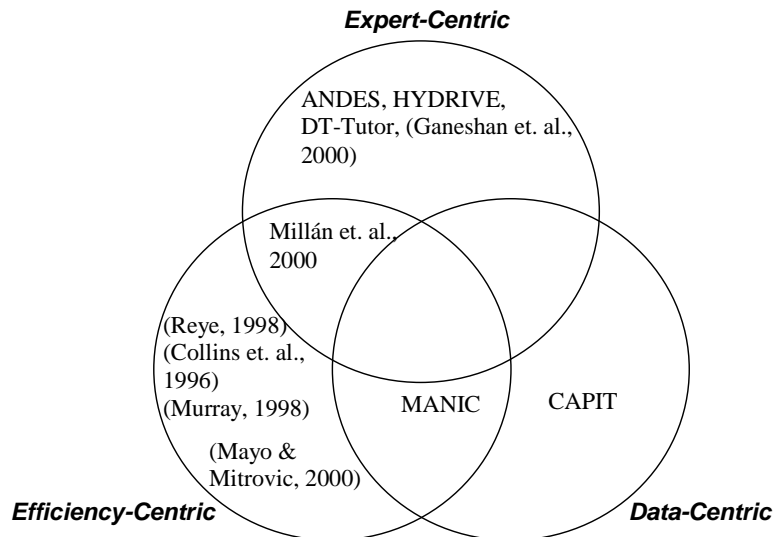 Expert-Centric
ANDES, HYDRIVE,
DT-Tutor, (Ganeshan et. al.,
2000)
Millán et. al.,
2000
(Reye, 1998)
(Collins et. al.,
1996)
(Murray, 1998)
MANIC
CAPIT
(Mayo &
Mitrovic, 2000)
Efficiency-Centric
Data-Centric